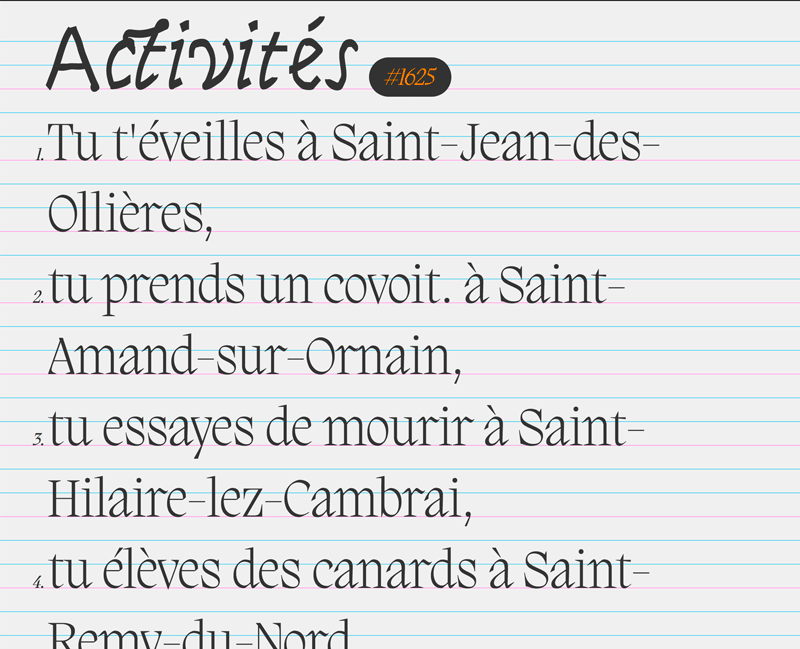 Activités #1625
1. Tu t'éveilles à Saint-Jean-des-
Ollières,
2. tu prends un covoit. à Saint-
Amand-sur-Ornain,
3. tu essayes de mourir à Saint-
Hilaire-lez-Cambrai,
4. tu élèves des canards à Saint-
Remy-du-Nord